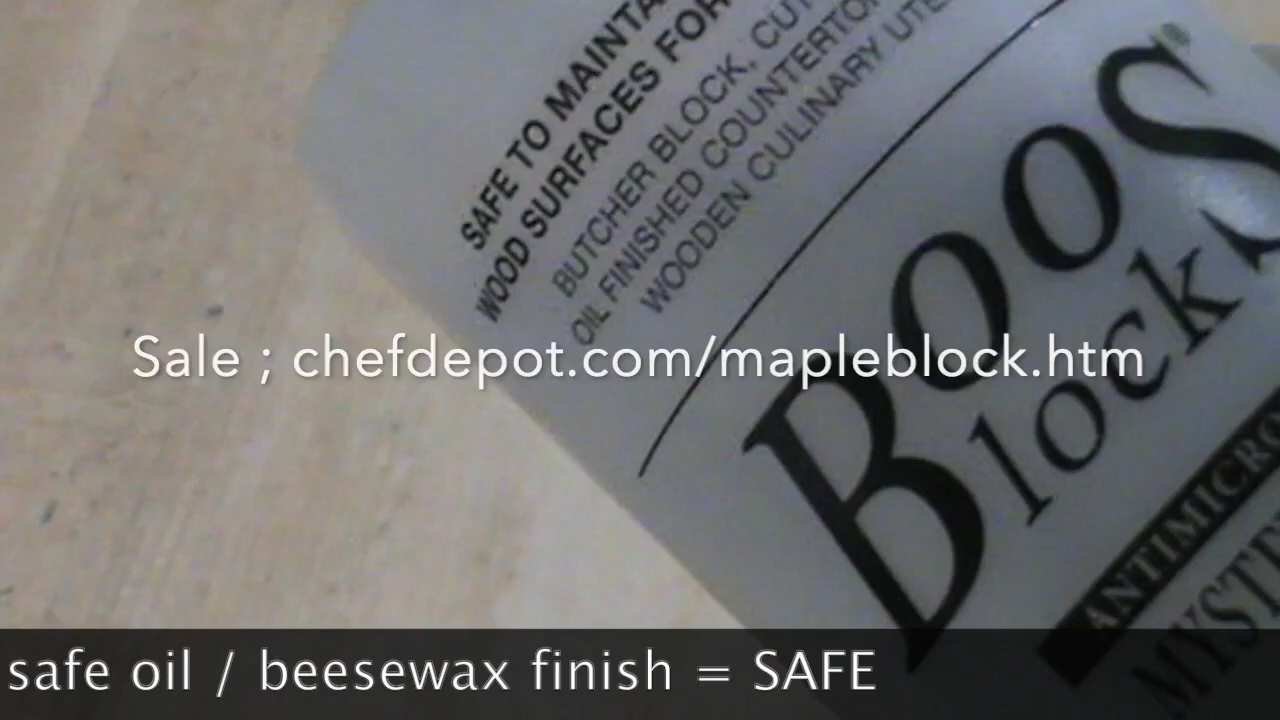 SAFE TO MAINTA
WOOD SURFACES FOR
BUTCHER BLOCK, CUT
OIL FINISHED COUNTERTO
WOODEN CULINARY UTE
BOOS®
Block
ANTIMICRO
MYSTE
Sale ; chefdepot.com/mapleblock.htm
safe oil / beesewax finish = SAFE